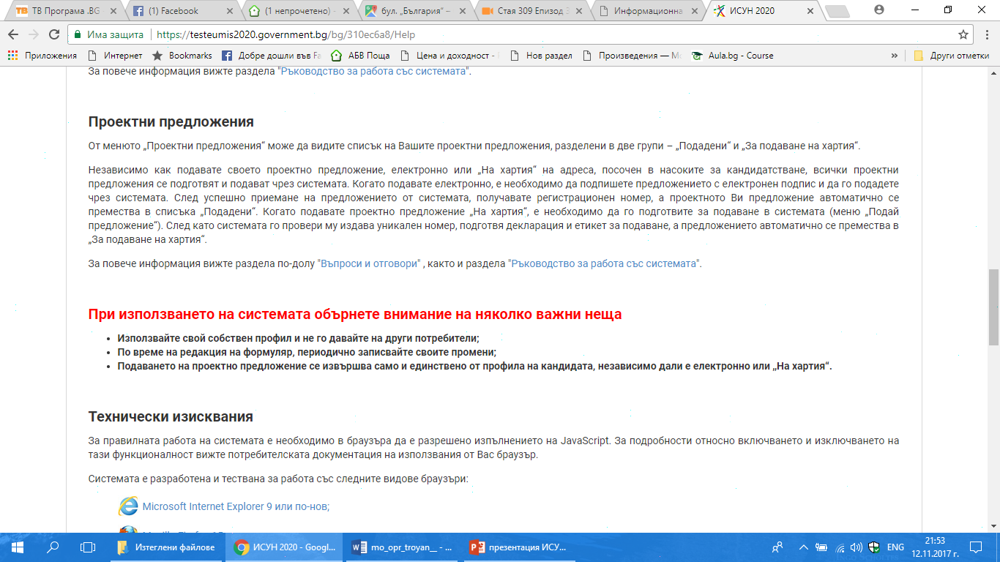 ТВ Програма .BG
(1) Facebook
(1 непрочетено) -
бул. „България“ –
Стая 309 Епизод
Информационна
ИСУН 2020
Има защита
https://testeumis2020.government.bg/bg/310ec6a8/Help
Приложения
Интернет
Bookmarks
Добре дошли във Fa
АБВ Поща
Цена и доходност -
Нов раздел
Произведения —
Aula.bg - Course
»
Други отметки
За повече информация вижте раздела "Ръководство за работа със системата".
Проектни предложения
От менюто „Проектни предложения“ може да видите списък на Вашите проектни предложения, разделени в две групи – „Подадени“ и „За подаване на хартия“.
Независимо как подавате своето проектно предложение, електронно или „На хартия“ на адреса, посочен в насоките за кандидатстване, всички проектни
предложения се подготвят и подават чрез системата. Когато подавате електронно, е необходимо да подпишете предложението с електронен подпис и да го подадете
чрез системата. След успешно приемане на предложението от системата, получавате регистрационен номер, а проектното Ви предложение автоматично се
премества в списъка „Подадени“. Когато подавате проектно предложение „На хартия“, е необходимо да го подготвите за подаване в системата (меню „Подай
предложение“). След като системата го провери му издава уникален номер, подготвя декларация и етикет за подаване, а предложението автоматично се премества в
„За подаване на хартия“.
За повече информация вижте раздела по-долу "Въпроси и отговори" , както и раздела "Ръководство за работа със системата".
При използването на системата обърнете внимание на няколко важни неща
• Използвайте свой собствен профил и не го давайте на други потребители;
• По време на редакция на формуляр, периодично записвайте своите промени;
• Подаването на проектно предложение се извършва само и единствено от профила на кандидата, независимо дали е електронно или „На хартия“.
Технически изисквания
За правилната работа на системата е необходимо в браузъра да е разрешено изпълнението на JavaScript. За подробности относно включването и изключването на
тази функционалност вижте потребителската документация на използвания от Вас браузър.
Системата е разработена и тествана за работа със следните видове браузъри:
Microsoft Internet Explorer 9 или по-нов;
Изтеглени файлове
ИСУН 2020 - Googl...
mo_opr_troyan__ - ...
презентация ИСУ...
ENG
21:53
12.11.2017 г.